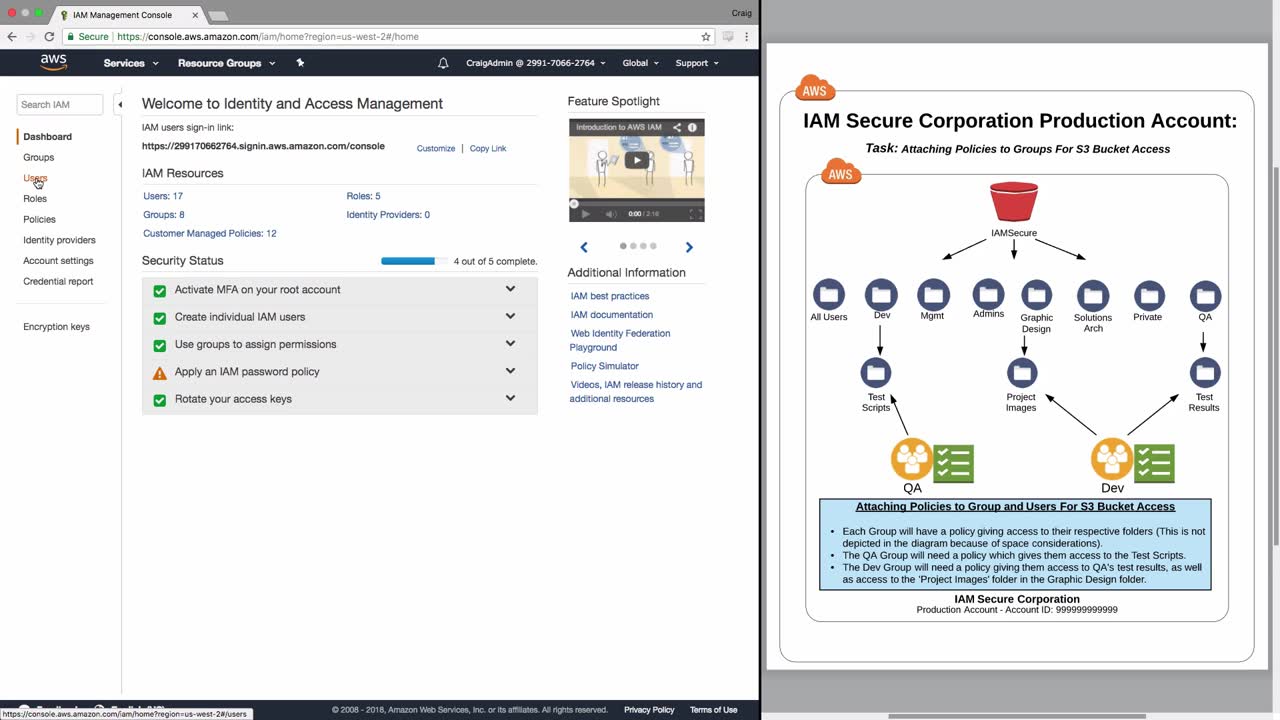 IAM Management Console
Craig
Secure
https://console.aws.amazon.com/iam/home?region=us-west-2#/home
aws
Services
Resource Groups
CraigAdmin @ 2991-7066-2764
Global
Support
Search IAM
Dashboard
Groups
Users
Roles
Policies
Identity providers
Account settings
Credential report
Encryption keys
Welcome to Identity and Access Management
IAM users sign-in link:
https://299170662764.signin.aws.amazon.com/console
Customize | Copy Link
IAM Resources
Users: 17
Roles: 5
Groups: 8
Identity Providers: 0
Customer Managed Policies: 12
Security Status
4 out of 5 complete.
Activate MFA on your root account
Create individual IAM users
Use groups to assign permissions
Apply an IAM password policy
Rotate your access keys
Feature Spotlight
Introduction to AWS IAM
0:00 / 2:16
Additional Information
IAM best practices
IAM documentation
Web Identity Federation
Playground
Policy Simulator
Videos, IAM release history and
additional resources
https://console.aws.amazon.com/iam/home?region=us-west-2#/users
© 2008 - 2018, Amazon Web Services, Inc. or its affiliates. All rights reserved.
Privacy Policy
Terms of Use
AWS
IAM Secure Corporation Production Account:
Task: Attaching Policies to Groups For S3 Bucket Access
AWS
IAMSecure
All Users
Dev
Mgmt
Admins
Graphic
Design
Solutions
Arch
Private
QA
Test
Scripts
Project
Images
Test
Results
QA
Dev
Attaching Policies to Group and Users For S3 Bucket Access
• Each Group will have a policy giving access to their respective folders (This is not
depicted in the diagram because of space considerations).
• The QA Group will need a policy which gives them access to the Test Scripts.
• The Dev Group will need a policy giving them access to QA's test results, as well
as access to the 'Project Images' folder in the Graphic Design folder.
IAM Secure Corporation
Production Account - Account ID: 999999999999